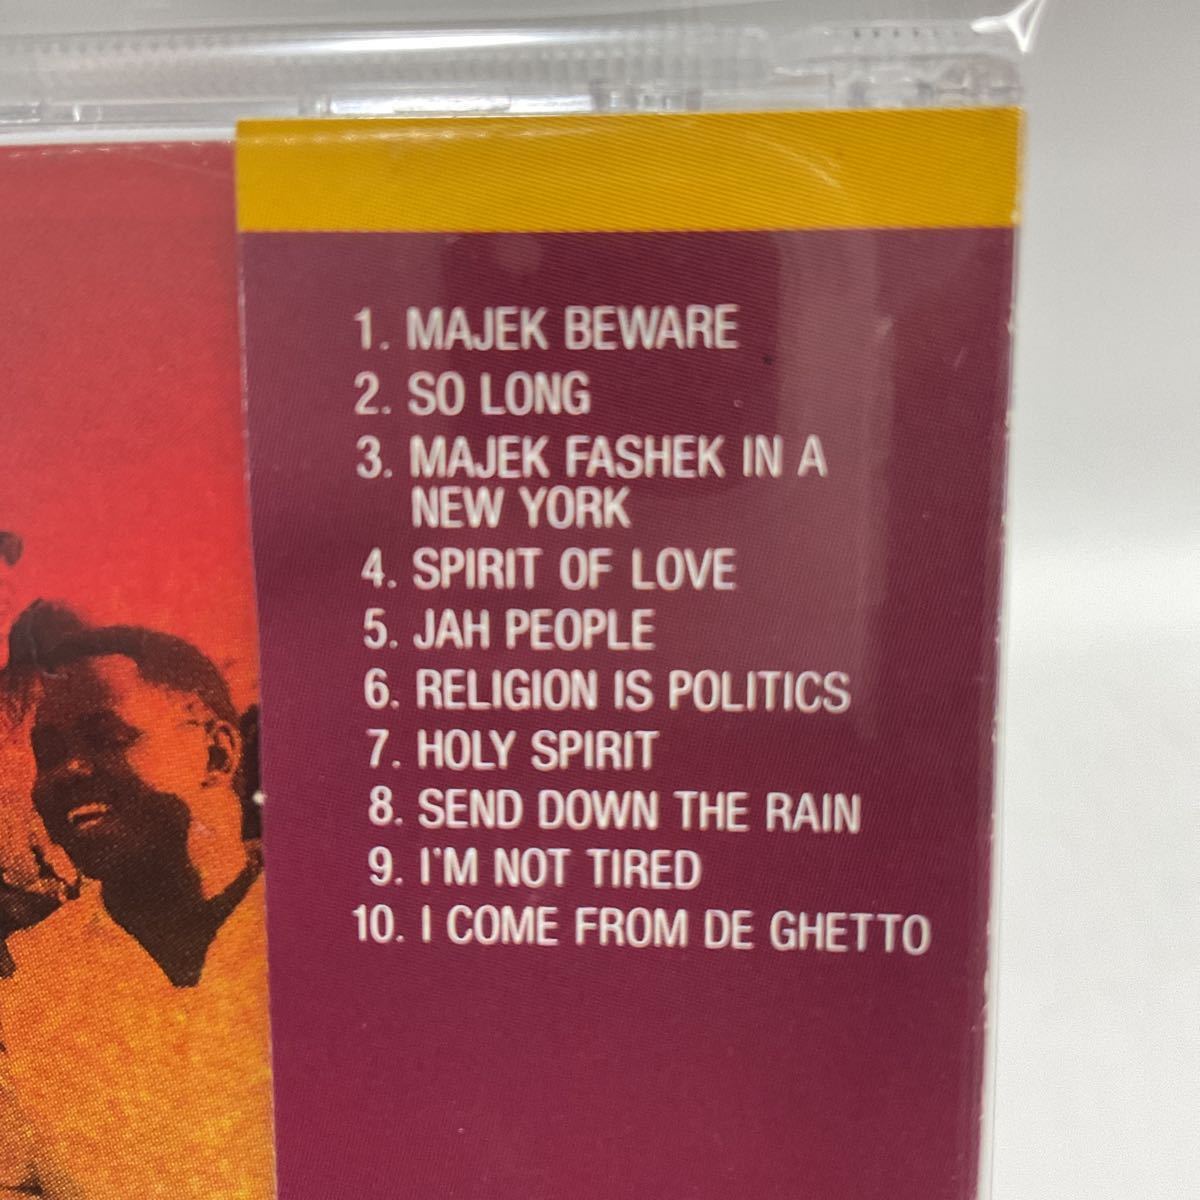 1. MAJEK BEWARE
2. SO LONG
3. MAJEK FASHEK IN A
NEW YORK
4. SPIRIT OF LOVE
5. JAH PEOPLE
6. RELIGION IS POLITICS
7. HOLY SPIRIT
8. SEND DOWN THE RAIN
9. I'M NOT TIRED
10. I COME FROM DE GHETTO